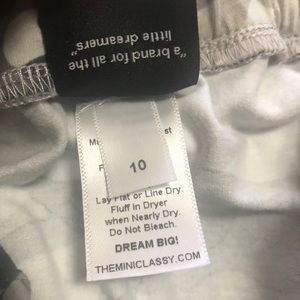 "a brand for all the
little dreamers"
10
Lay Flat or Line Dry.
Fluff in Dryer
when Nearly Dry.
Do Not Bleach.
DREAM BIG!
THEMINICLASSY.COM